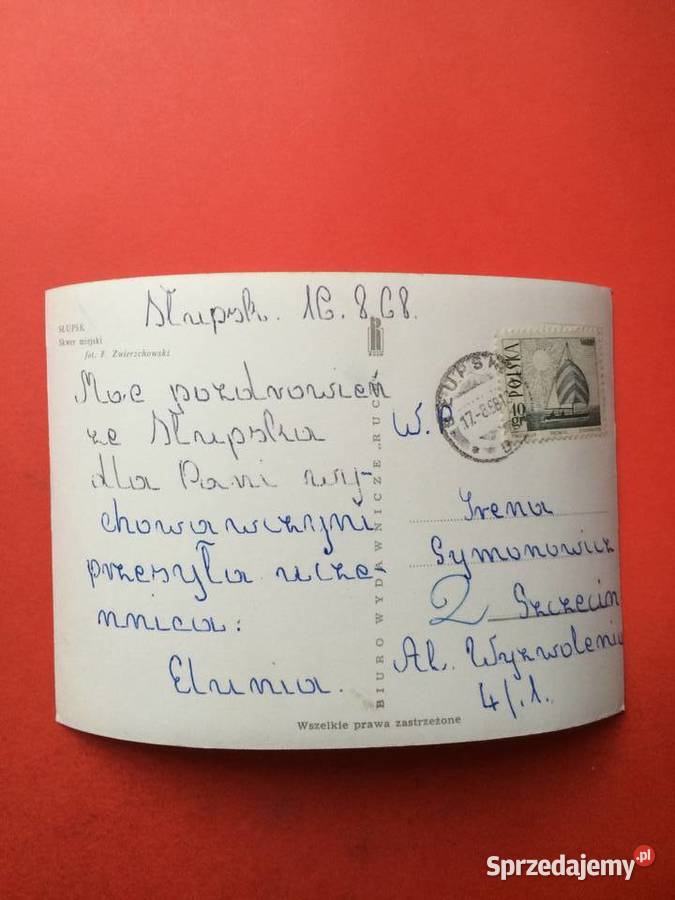 SŁUPSK
Skwer miejski
fot. F. Zwierzchowski
Słupsk. 16.8.68.
Moc pozdrowień
ze Słupska
dla Pani wy-
chowawczyni
przesyła ucze-
nnica:
Elunia.
BIURO WYDAWNICZE „RUCH"
R
W.P
SŁUPSK
17-8.68
POLSKA
10 gr
Irena
Symonowicz
2 Szczecin
Al. Wyzwolenia
4/.1.
Wszelkie prawa zastrzeżone
Sprzedajemy.pl